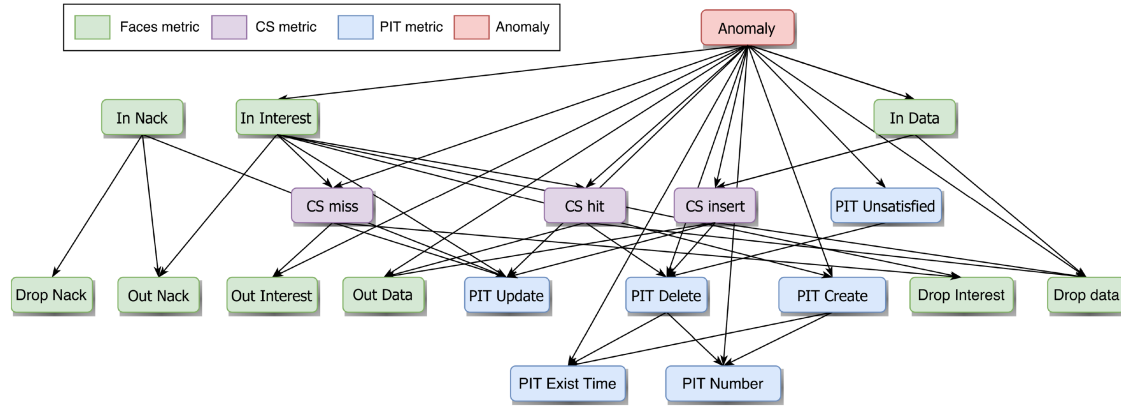 Faces metric CS metric PIT metric Anomaly
Anomaly
In Nack In Interest In Data
CS miss CS hit CS insert PIT Unsatisfied
Drop Nack Out Nack Out Interest Out Data PIT Update PIT Delete PIT Create Drop Interest Drop data
PIT Exist Time PIT Number